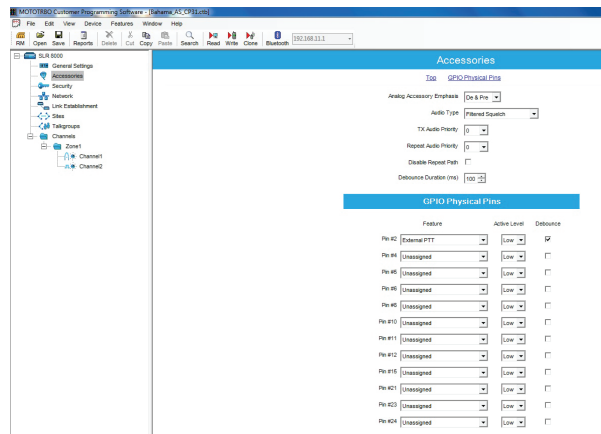 MOTOTRBO Customer Programming Software - [Bahama_AS_CP31.ctb]
File Edit View Device Features Window Help
RM Open Save Reports Delete Cut Copy Paste Search Read Write Clone Bluetooth 192.168.11.1
SLR 8000
General Settings
Accessories
Security
Network
Link Establishment
Sites
Talkgroups
Channels
Zone1
Channel1
Channel2
Accessories
Top GPIO Physical Pins
Analog Accessory Emphasis De & Pre
Audio Type Filtered Squelch
TX Audio Priority 0
Repeat Audio Priority 0
Disable Repeat Path
Debounce Duration (ms) 100
GPIO Physical Pins
Feature Active Level Debounce
Pin #2 External PTT Low
Pin #4 Unassigned Low
Pin #5 Unassigned Low
Pin #6 Unassigned Low
Pin #8 Unassigned Low
Pin #10 Unassigned Low
Pin #11 Unassigned Low
Pin #12 Unassigned Low
Pin #15 Unassigned Low
Pin #21 Unassigned Low
Pin #23 Unassigned Low
Pin #24 Unassigned Low